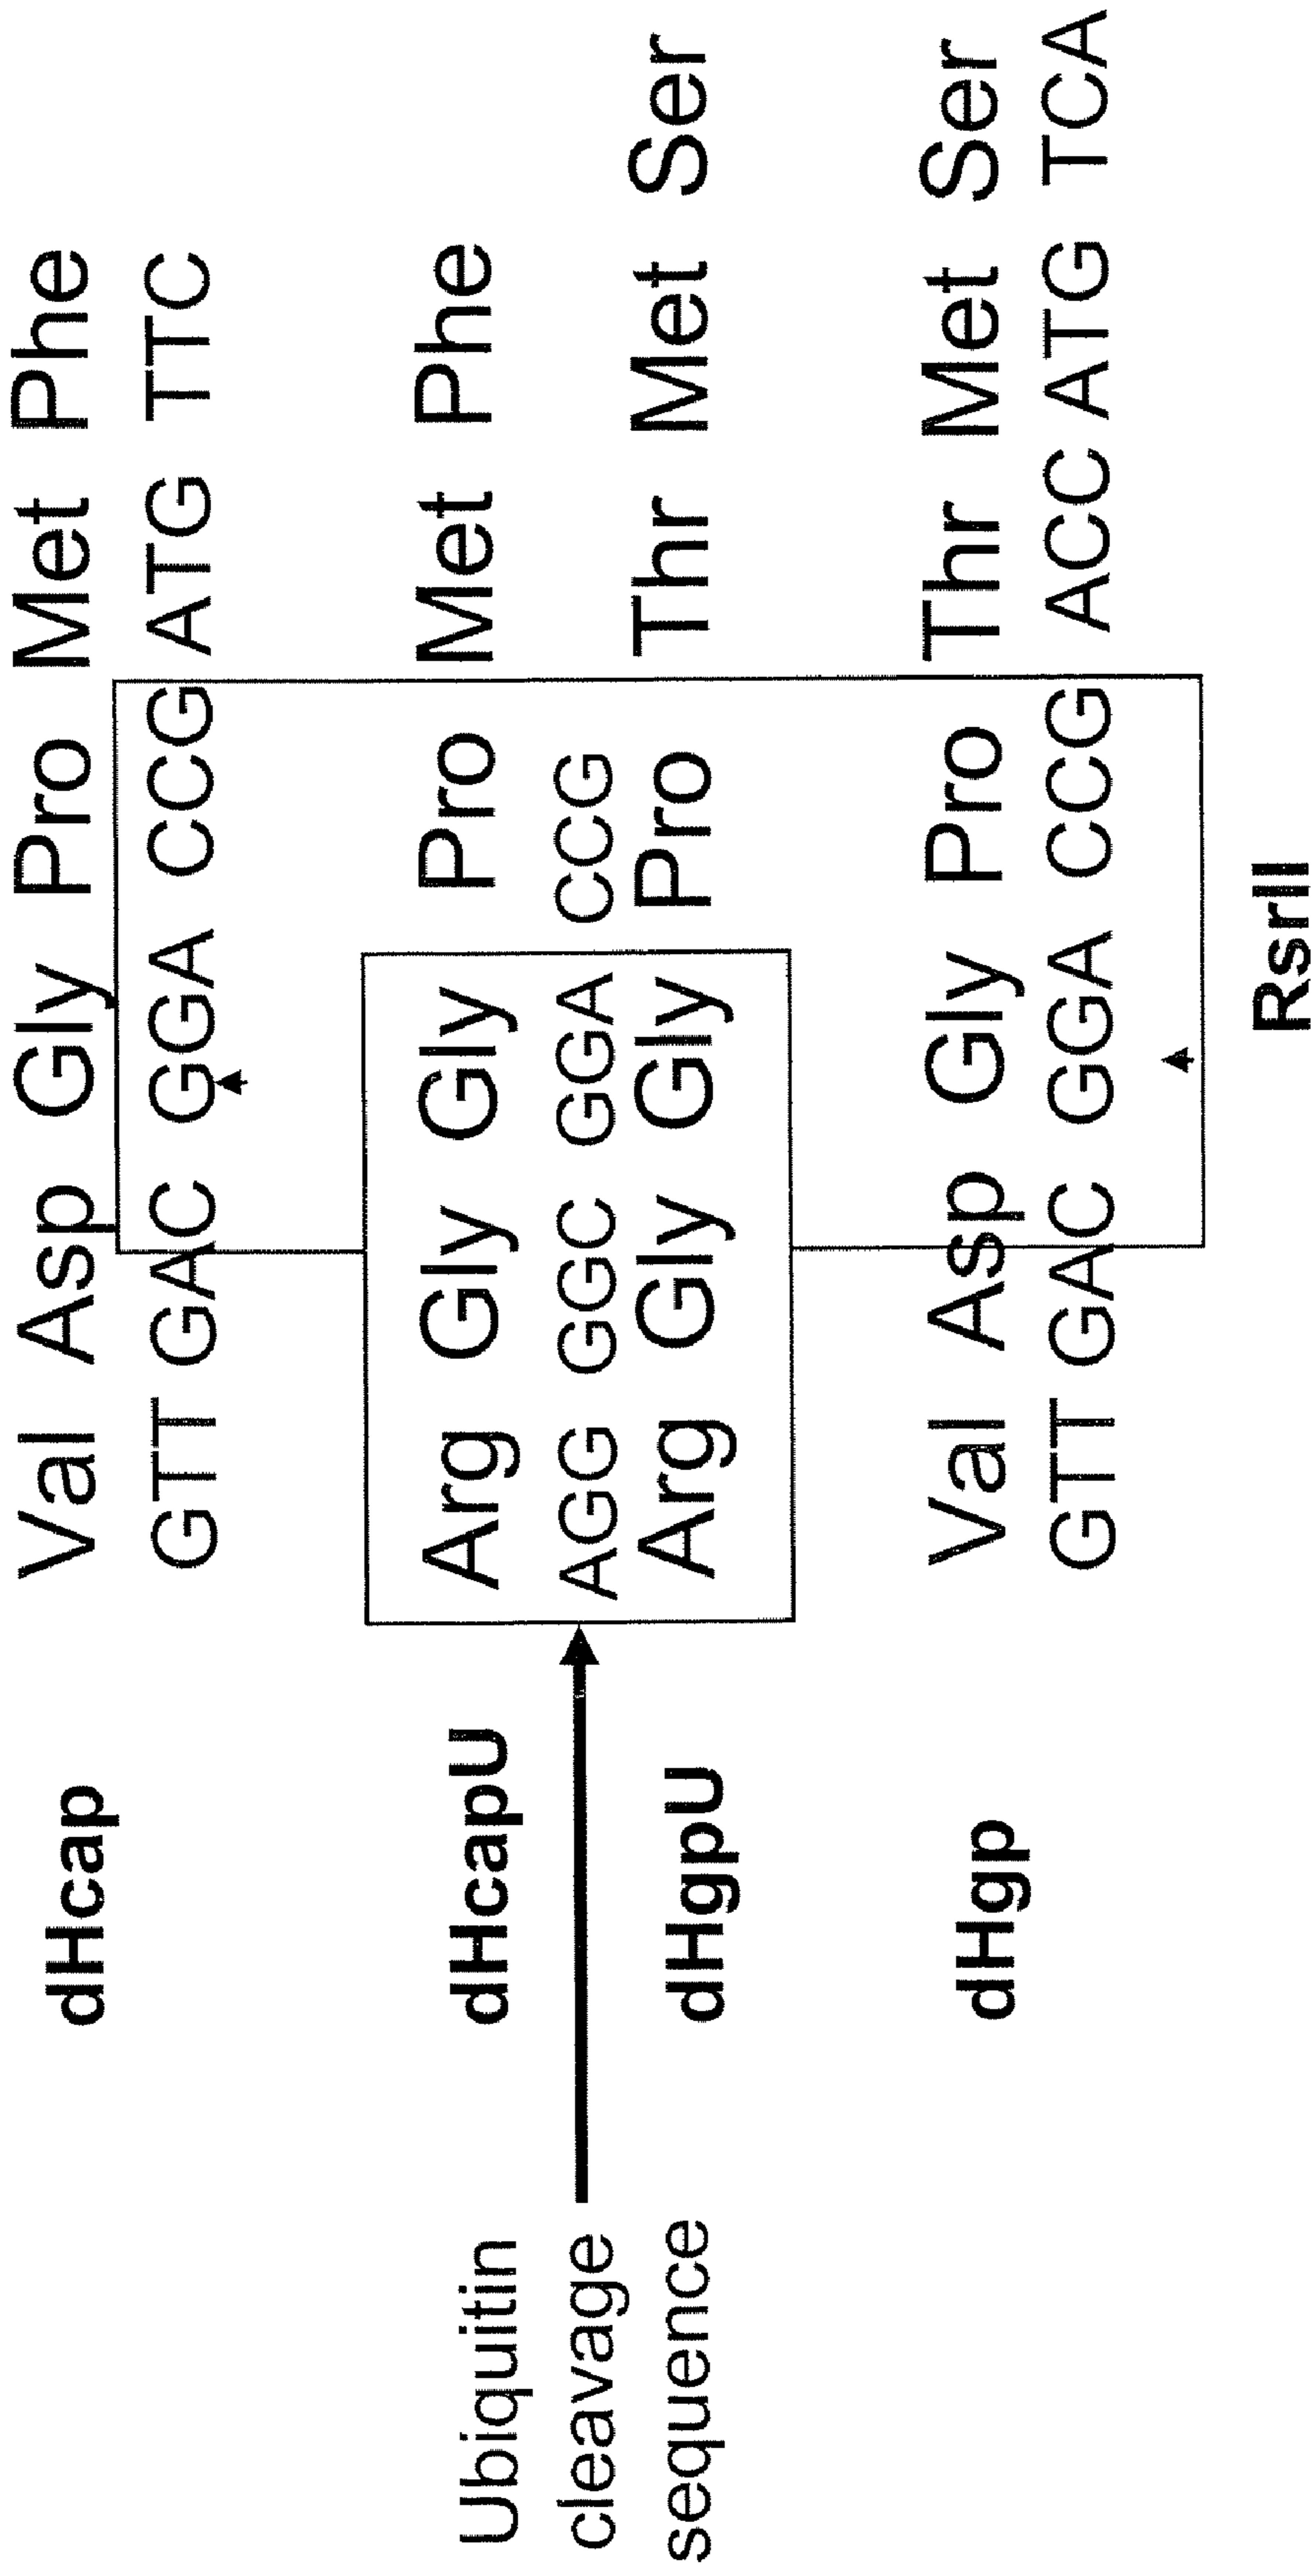 dHcap Val Asp Gly Pro Met Phe
GTT GAC GGA CCG ATG TTC
Ubiquitin
cleavage
sequence
dHcapU Arg Gly Gly Pro Met Phe
AGG GGC GGA CCG
dHgpU Arg Gly Gly Pro Thr Met Ser
dHgp Val Asp Gly Pro Thr Met Ser
GTT GAC GGA CCG ACC ATG TCA
RsrII